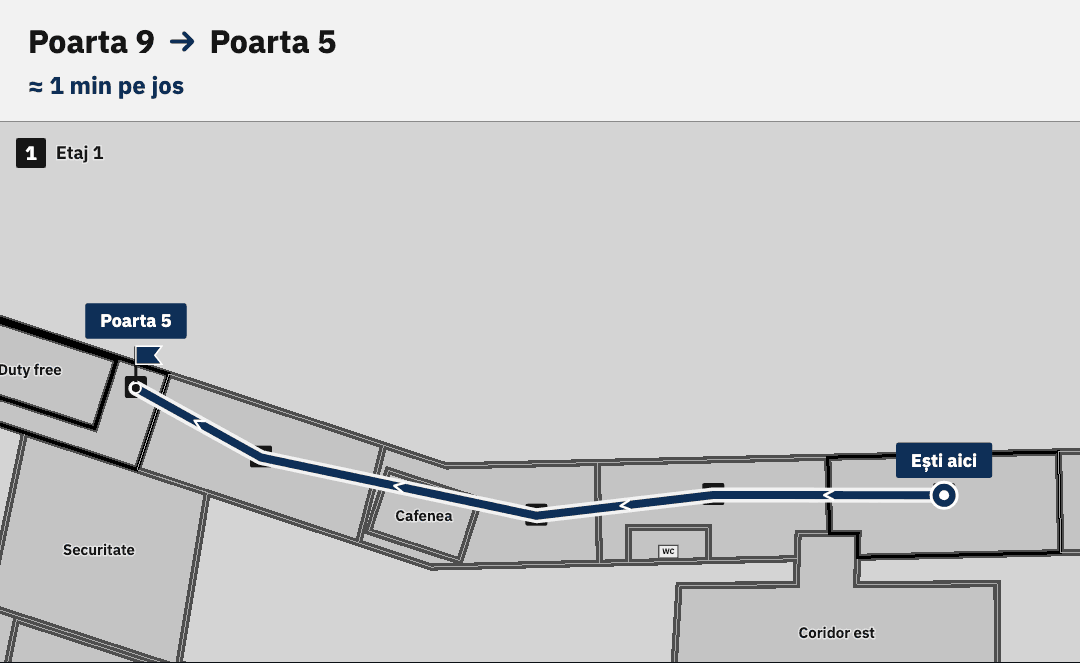 Poarta 9 → Poarta 5
≈ 1 min pe jos
1 Etaj 1
Poarta 5
Duty free
Ești aici
Cafenea
Securitate
WC
Coridor est